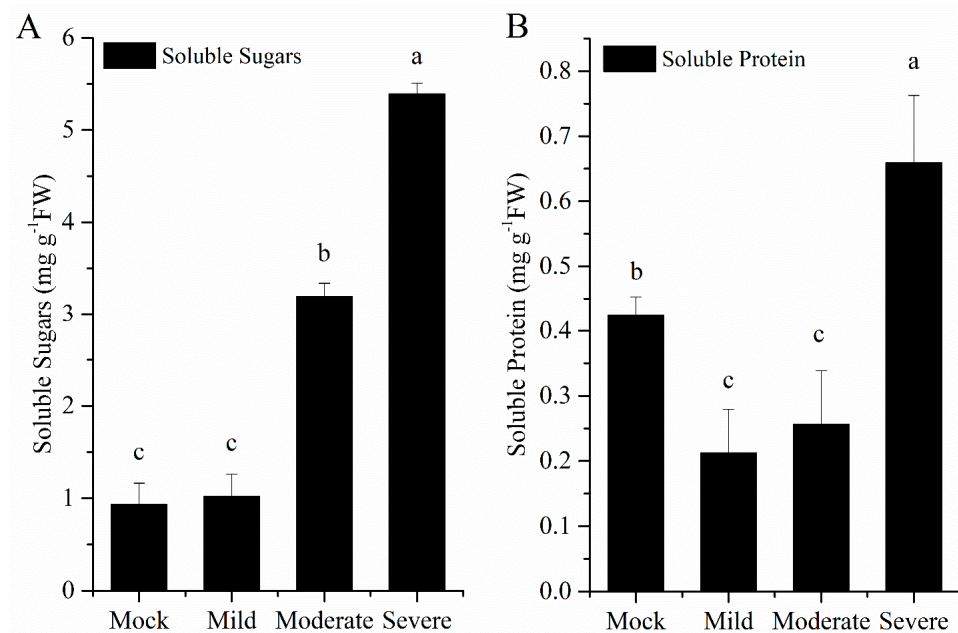 A
Soluble Sugars
Soluble Sugars (mg g⁻¹FW)
6
5
4
3
2
1
0
c
c
b
a
Mock Mild Moderate Severe
B
Soluble Protein
Soluble Protein (mg g⁻¹FW)
0.8
0.7
0.6
0.5
0.4
0.3
0.2
0.1
0.0
b
c
c
a
Mock Mild Moderate Severe